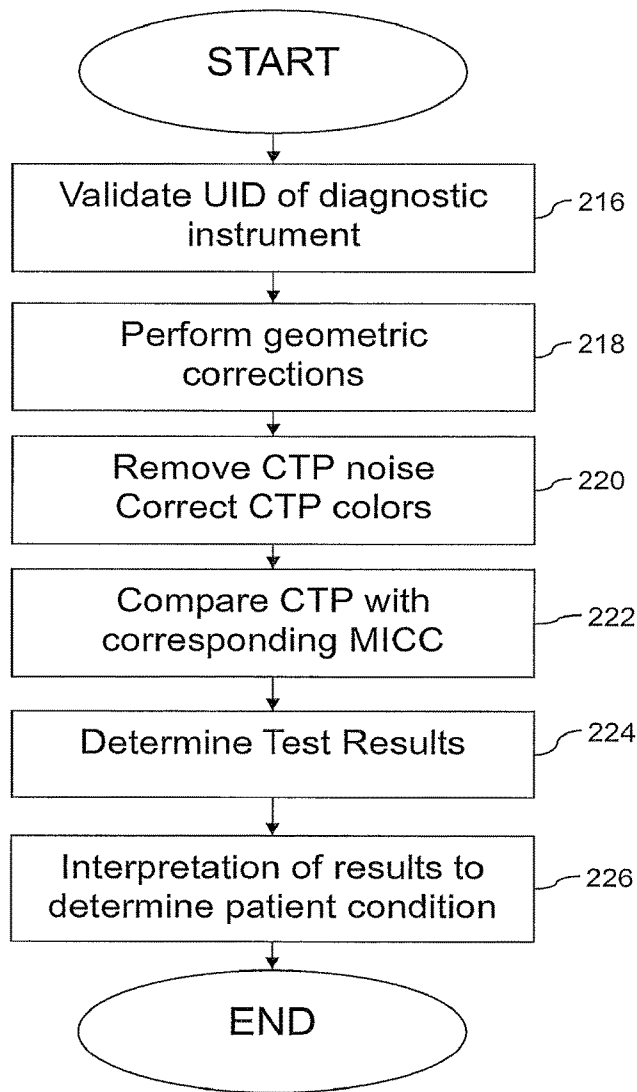 START
Validate UID of diagnostic
instrument
216
Perform geometric
corrections
218
Remove CTP noise
Correct CTP colors
220
Compare CTP with
corresponding MICC
222
Determine Test Results
224
Interpretation of results to
determine patient condition
226
END